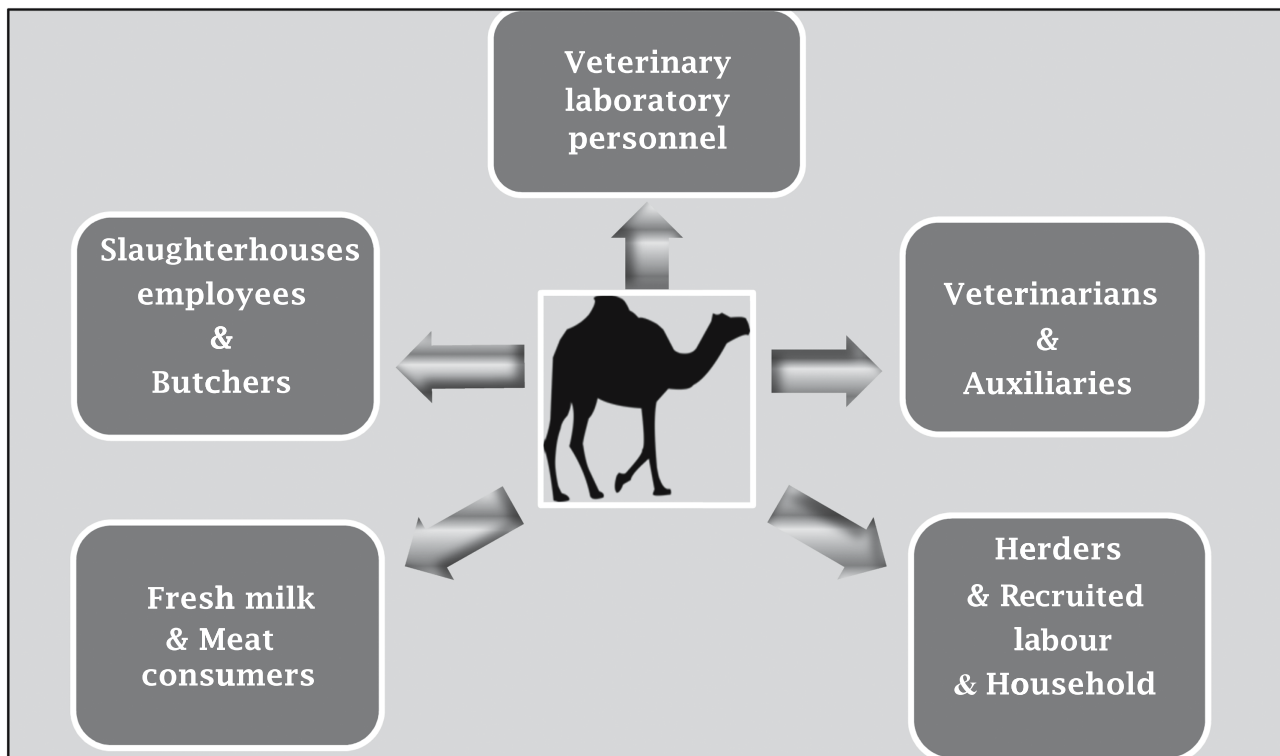 Veterinary
laboratory
personnel
Slaughterhouses
employees
&
Butchers
Veterinarians
&
Auxiliaries
Fresh milk
& Meat
consumers
Herders
& Recruited
labour
& Household